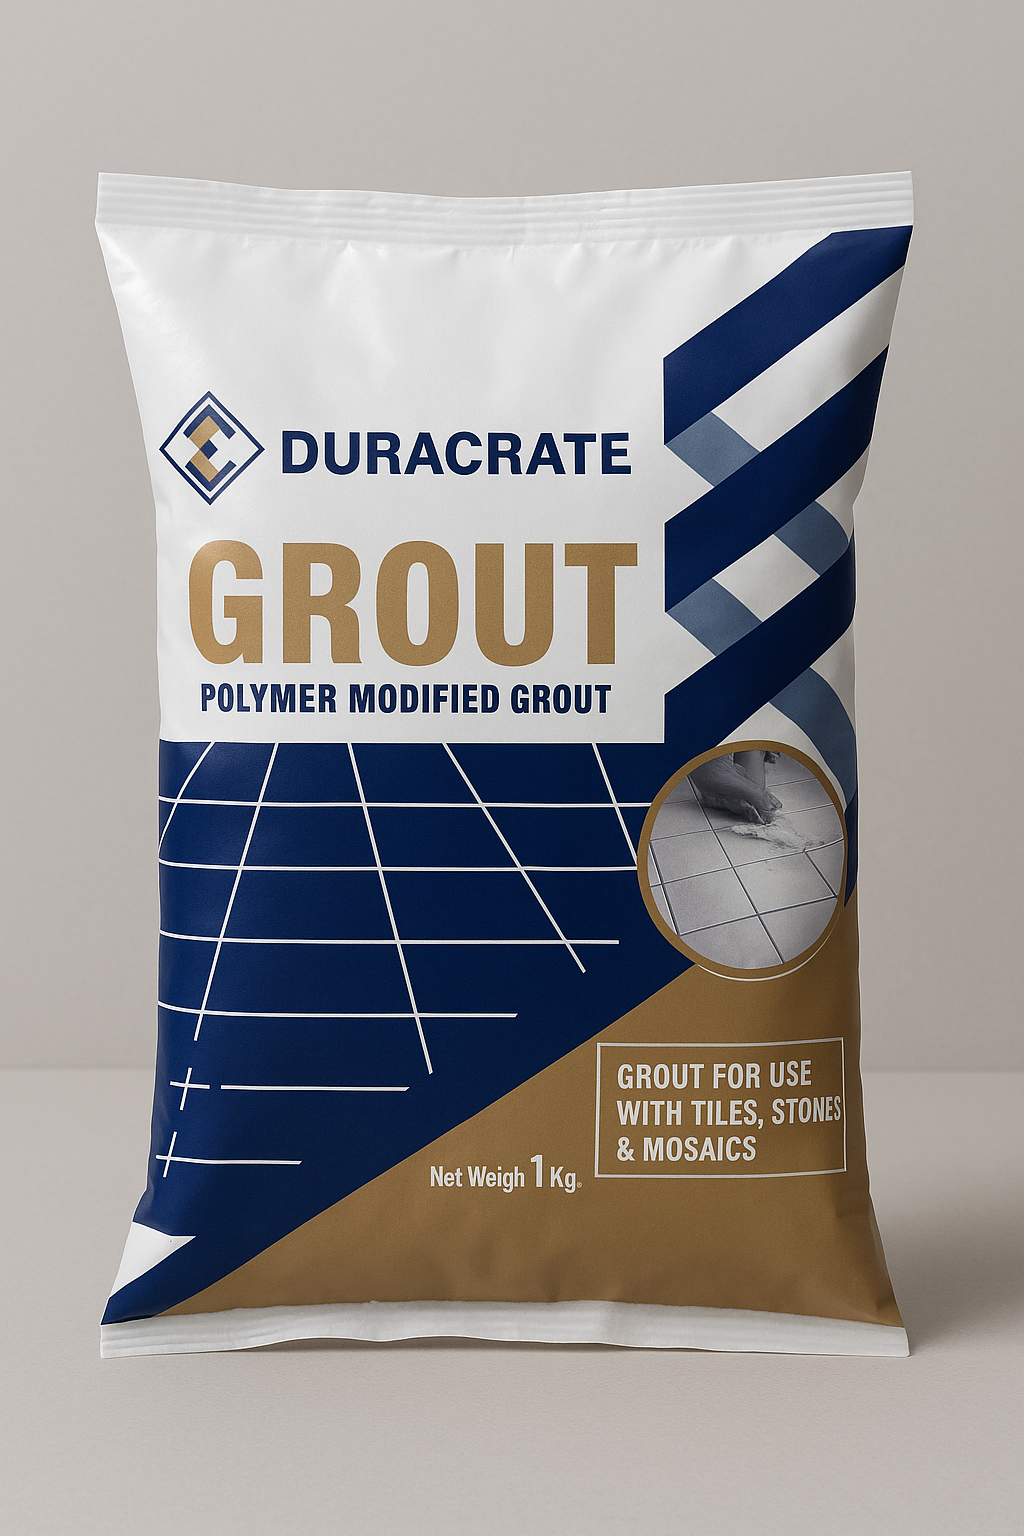 DURACRATE
GROUT
POLYMER MODIFIED GROUT
GROUT FOR USE
WITH TILES, STONES
& MOSAICS
Net Weigh 1 Kg.